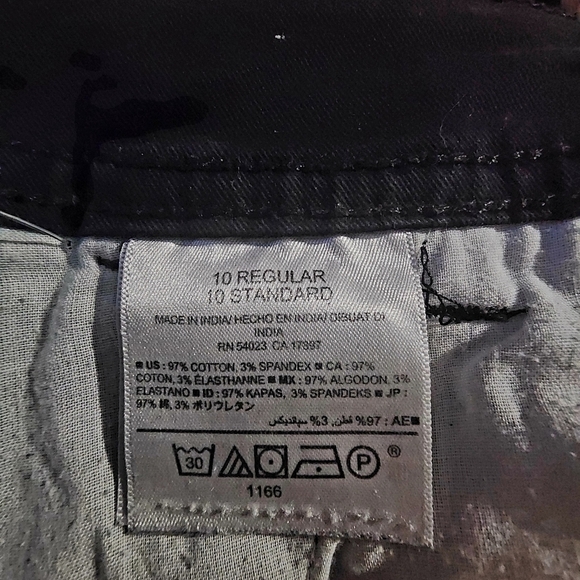 10 REGULAR
10 STANDARD
MADE IN INDIA/ HECHO EN INDIA/ DIBUAT DI
INDIA
RN 54023 CA 17897
■ US : 97% COTTON, 3% SPANDEX ■ CA : 97%
COTON, 3% ÉLASTHANNE ■ MX : 97% ALGODON, 3%
ELASTANO ■ ID : 97% KAPAS, 3% SPANDEKS ■ JP :
97% 綿, 3% ポリウレタン
■AE : 97% قطن, 3% سپانديكس
30 P ®
1166